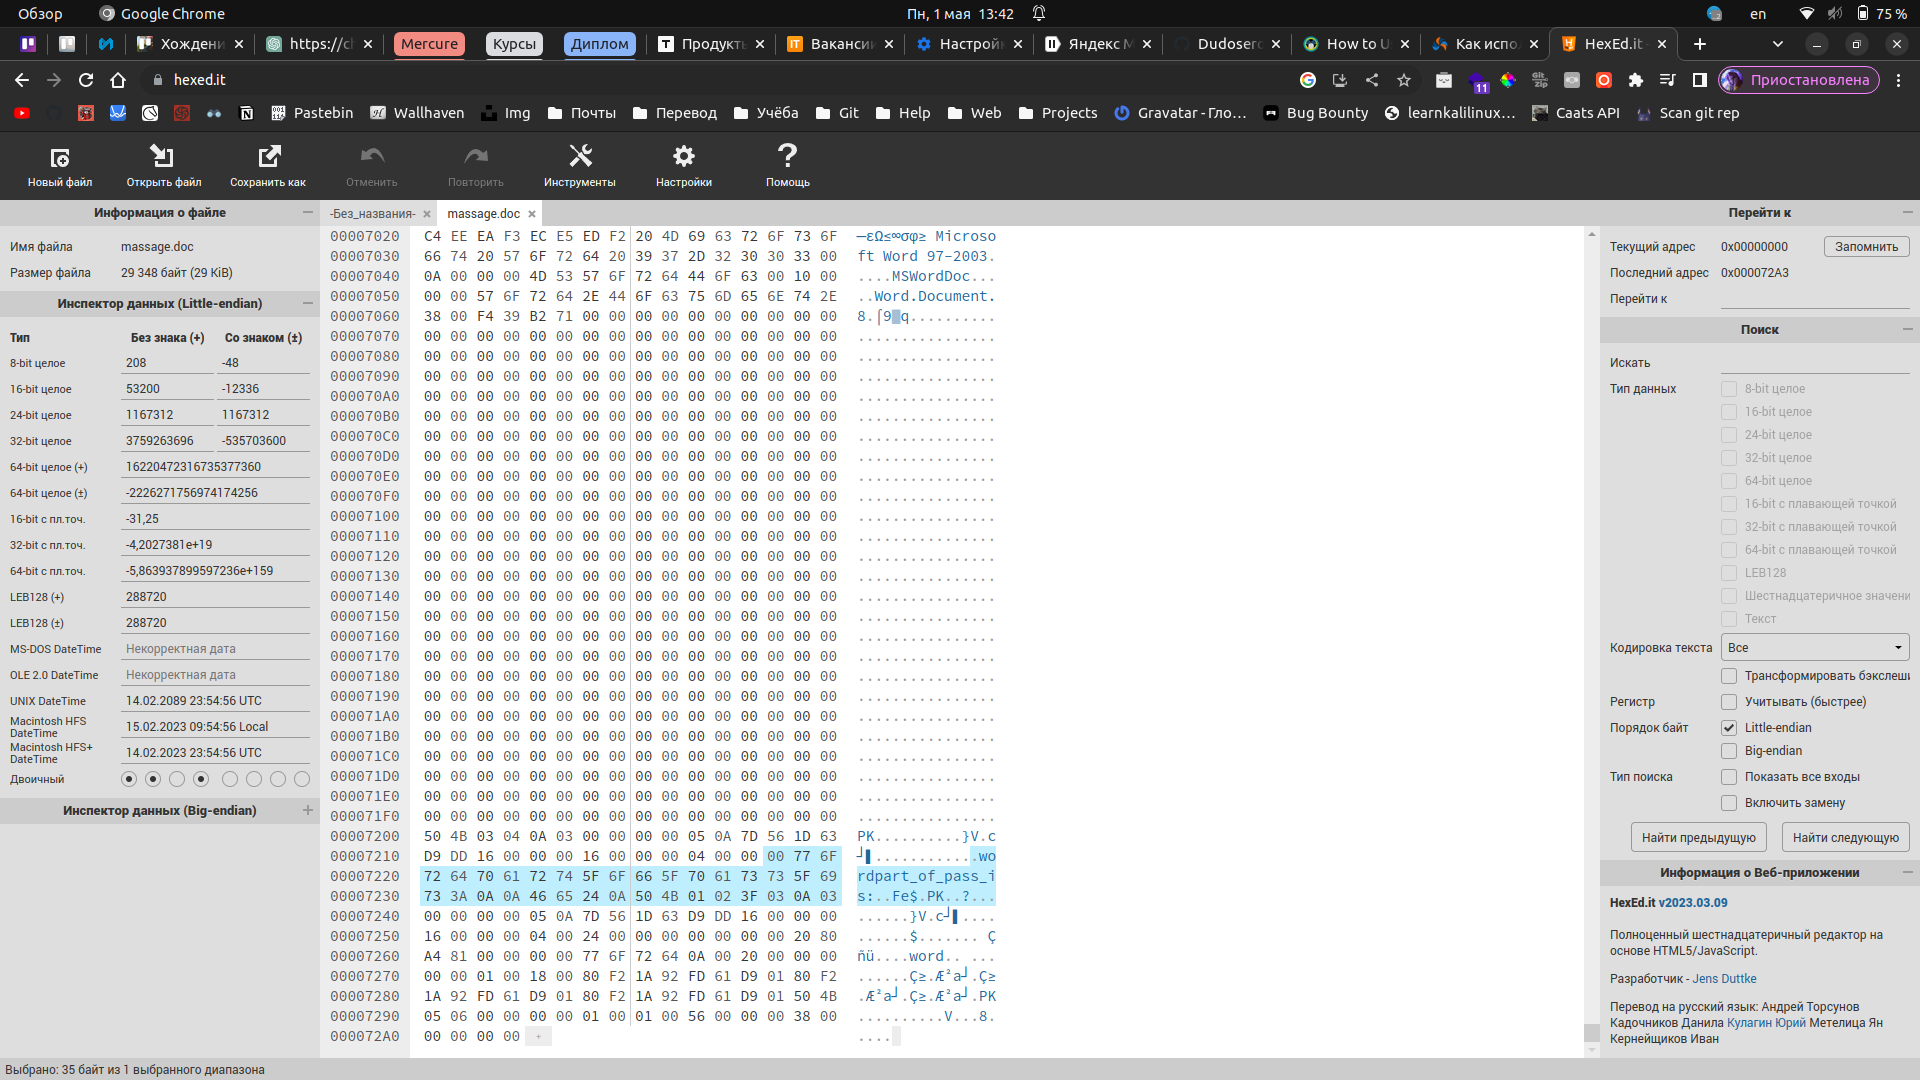 Обзор
Google Chrome
Пн, 1 мая 13:42
en
75 %
Хождени
https://c
Mercure
Курсы
Диплом
Продукт
Вакансии
Настрой
Яндекс М
Dudoser
How to U
Как испо
HexEd.it
hexed.it
11
Приостановлена
Pastebin
Wallhaven
Img
Почты
Перевод
Учёба
Git
Help
Web
Projects
Gravatar - Гло…
Bug Bounty
learnkalilinux…
Caats API
Scan git rep
Новый файл
Открыть файл
Сохранить как
Отменить
Повторить
Инструменты
Настройки
Помощь
Информация о файле
Имя файла massage.doc
Размер файла 29 348 байт (29 KiB)
Инспектор данных (Little-endian)
Тип Без знака (+) Со знаком (±)
8-bit целое 208 -48
16-bit целое 53200 -12336
24-bit целое 1167312 1167312
32-bit целое 3759263696 -535703600
64-bit целое (+) 16220472316735377360
64-bit целое (±) -2226271756974174256
16-bit с пл.точ. -31,25
32-bit с пл.точ. -4,2027381e+19
64-bit с пл.точ. -5,863937899597236e+159
LEB128 (+) 288720
LEB128 (±) 288720
MS-DOS DateTime Некорректная дата
OLE 2.0 DateTime Некорректная дата
UNIX DateTime 14.02.2089 23:54:56 UTC
Macintosh HFS DateTime 15.02.2023 09:54:56 Local
Macintosh HFS+ DateTime 14.02.2023 23:54:56 UTC
Двоичный
Инспектор данных (Big-endian)
-Без_названия-
massage.doc
00007020 C4 EE EA F3 EC E5 ED F2 20 4D 69 63 72 6F 73 6F ─εΩ≤∞σφ≥ Microso
00007030 66 74 20 57 6F 72 64 20 39 37 2D 32 30 30 33 00 ft Word 97-2003.
00007040 0A 00 00 00 4D 53 57 6F 72 64 44 6F 63 00 10 00 ....MSWordDoc...
00007050 00 00 57 6F 72 64 2E 44 6F 63 75 6D 65 6E 74 2E ..Word.Document.
00007060 38 00 F4 39 B2 71 00 00 00 00 00 00 00 00 00 00 8.⌠9▓q..........
00007070 00 00 00 00 00 00 00 00 00 00 00 00 00 00 00 00 ................
00007080 00 00 00 00 00 00 00 00 00 00 00 00 00 00 00 00 ................
00007090 00 00 00 00 00 00 00 00 00 00 00 00 00 00 00 00 ................
000070A0 00 00 00 00 00 00 00 00 00 00 00 00 00 00 00 00 ................
000070B0 00 00 00 00 00 00 00 00 00 00 00 00 00 00 00 00 ................
000070C0 00 00 00 00 00 00 00 00 00 00 00 00 00 00 00 00 ................
000070D0 00 00 00 00 00 00 00 00 00 00 00 00 00 00 00 00 ................
000070E0 00 00 00 00 00 00 00 00 00 00 00 00 00 00 00 00 ................
000070F0 00 00 00 00 00 00 00 00 00 00 00 00 00 00 00 00 ................
00007100 00 00 00 00 00 00 00 00 00 00 00 00 00 00 00 00 ................
00007110 00 00 00 00 00 00 00 00 00 00 00 00 00 00 00 00 ................
00007120 00 00 00 00 00 00 00 00 00 00 00 00 00 00 00 00 ................
00007130 00 00 00 00 00 00 00 00 00 00 00 00 00 00 00 00 ................
00007140 00 00 00 00 00 00 00 00 00 00 00 00 00 00 00 00 ................
00007150 00 00 00 00 00 00 00 00 00 00 00 00 00 00 00 00 ................
00007160 00 00 00 00 00 00 00 00 00 00 00 00 00 00 00 00 ................
00007170 00 00 00 00 00 00 00 00 00 00 00 00 00 00 00 00 ................
00007180 00 00 00 00 00 00 00 00 00 00 00 00 00 00 00 00 ................
00007190 00 00 00 00 00 00 00 00 00 00 00 00 00 00 00 00 ................
000071A0 00 00 00 00 00 00 00 00 00 00 00 00 00 00 00 00 ................
000071B0 00 00 00 00 00 00 00 00 00 00 00 00 00 00 00 00 ................
000071C0 00 00 00 00 00 00 00 00 00 00 00 00 00 00 00 00 ................
000071D0 00 00 00 00 00 00 00 00 00 00 00 00 00 00 00 00 ................
000071E0 00 00 00 00 00 00 00 00 00 00 00 00 00 00 00 00 ................
000071F0 00 00 00 00 00 00 00 00 00 00 00 00 00 00 00 00 ................
00007200 50 4B 03 04 0A 03 00 00 00 00 05 0A 7D 56 1D 63 PK..........}V.c
00007210 D9 DD 16 00 00 00 16 00 00 00 04 00 00 00 77 6F ┘▌............wo
00007220 72 64 70 61 72 74 5F 6F 66 5F 70 61 73 73 5F 69 rdpart_of_pass_i
00007230 73 3A 0A 0A 46 65 24 0A 50 4B 01 02 3F 03 0A 03 s:..Fe$.PK..?...
00007240 00 00 00 00 05 0A 7D 56 1D 63 D9 DD 16 00 00 00 ......}V.c┘▌....
00007250 16 00 00 00 04 00 24 00 00 00 00 00 00 00 20 80 ......$....... Ç
00007260 A4 81 00 00 00 00 77 6F 72 64 0A 00 20 00 00 00 ñü....word.. ...
00007270 00 00 01 00 18 00 80 F2 1A 92 FD 61 D9 01 80 F2 ......Ç≥.Æ²a┘.Ç≥
00007280 1A 92 FD 61 D9 01 80 F2 1A 92 FD 61 D9 01 50 4B .Æ²a┘.Ç≥.Æ²a┘.PK
00007290 05 06 00 00 00 00 01 00 01 00 56 00 00 00 38 00 ..........V...8.
000072A0 00 00 00 00 + ....
Перейти к
Текущий адрес 0x00000000 Запомнить
Последний адрес 0x000072A3
Перейти к
Поиск
Искать
Тип данных 8-bit целое
16-bit целое
24-bit целое
32-bit целое
64-bit целое
16-bit с плавающей точкой
32-bit с плавающей точкой
64-bit с плавающей точкой
LEB128
Шестнадцатеричное значени
Текст
Кодировка текста Все
Трансформировать бэкслеши
Регистр Учитывать (быстрее)
Порядок байт Little-endian
Big-endian
Тип поиска Показать все входы
Включить замену
Найти предыдущую Найти следующую
Информация о Веб-приложении
HexEd.it v2023.03.09
Полноценный шестнадцатеричный редактор на
основе HTML5/JavaScript.
Разработчик - Jens Duttke
Перевод на русский язык: Андрей Торсунов
Кадочников Данила Кулагин Юрий Метелица Ян
Кернейщиков Иван
Выбрано: 35 байт из 1 выбранного диапазона